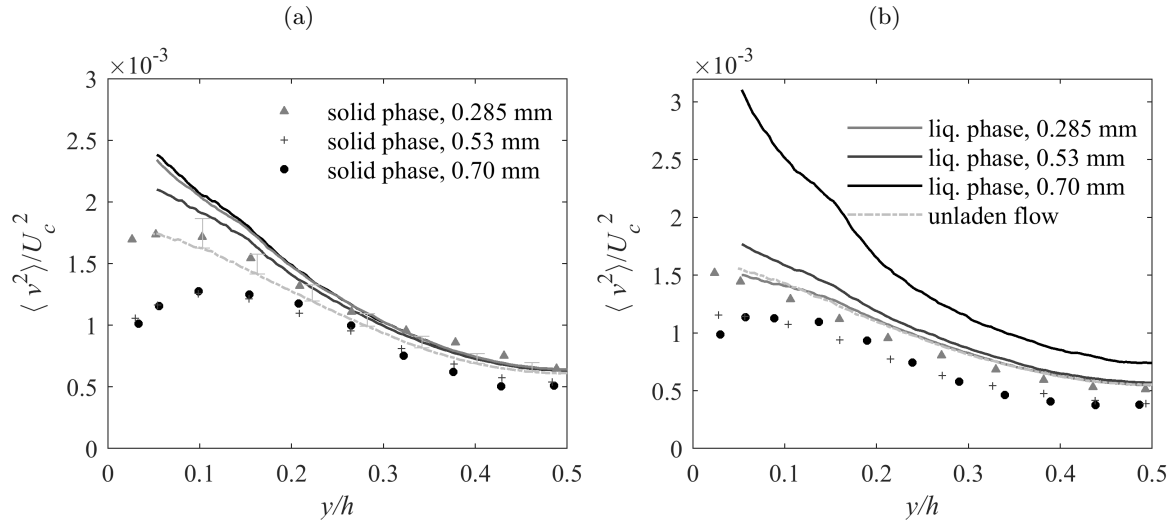 (a)
(b)
×10⁻³
3
2.5
2
1.5
1
0.5
0
⟨ v²⟩/U_c²
0 0.1 0.2 0.3 0.4 0.5
y/h
solid phase, 0.285 mm
solid phase, 0.53 mm
solid phase, 0.70 mm
×10⁻³
3
2.5
2
1.5
1
0.5
0
⟨ v²⟩/U_c²
0 0.1 0.2 0.3 0.4 0.5
y/h
liq. phase, 0.285 mm
liq. phase, 0.53 mm
liq. phase, 0.70 mm
unladen flow